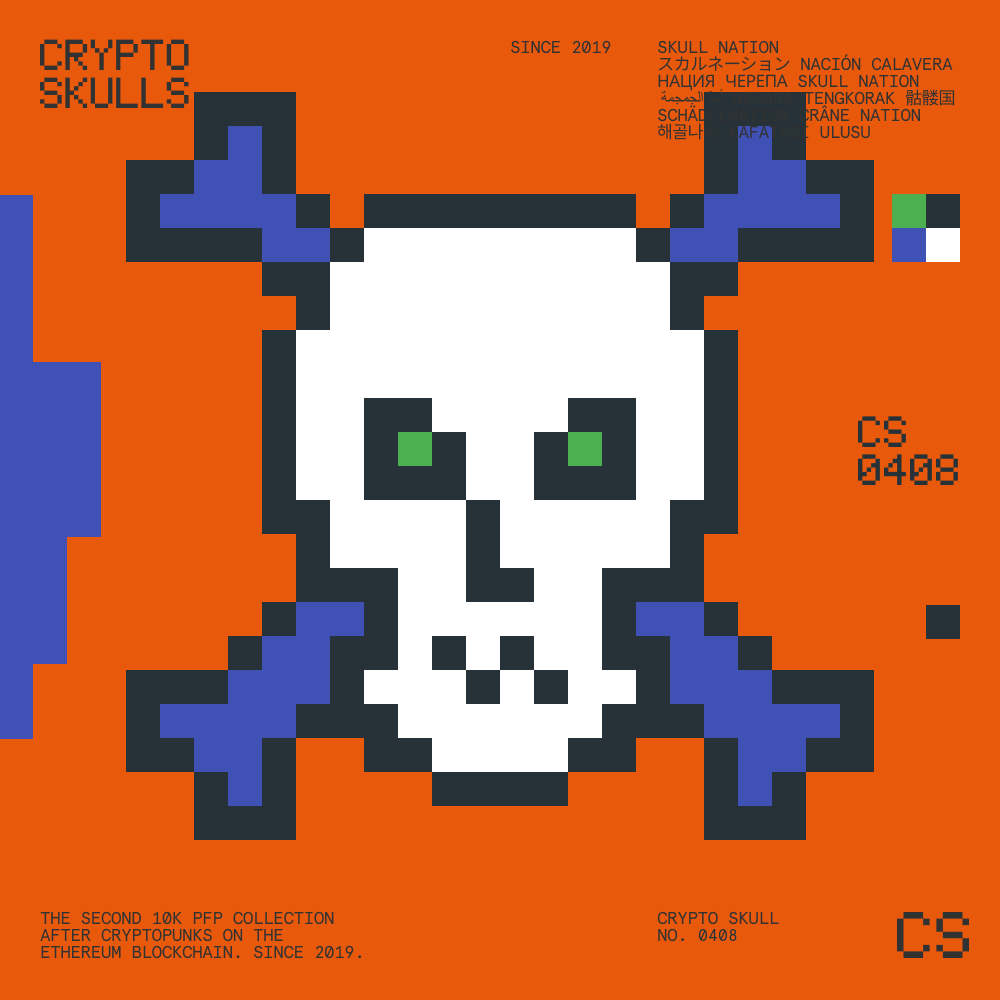 CRYPTO
SKULLS
SINCE 2019
SKULL NATION
スカルネーション NACIÓN CALAVERA
НАЦИЯ ЧЕРЕПА SKULL NATION
TENGKORAK 骷髅国
CRÂNE NATION
ULUSU
CS
0408
THE SECOND 10K PFP COLLECTION
AFTER CRYPTOPUNKS ON THE
ETHEREUM BLOCKCHAIN. SINCE 2019.
CRYPTO SKULL
NO. 0408
CS